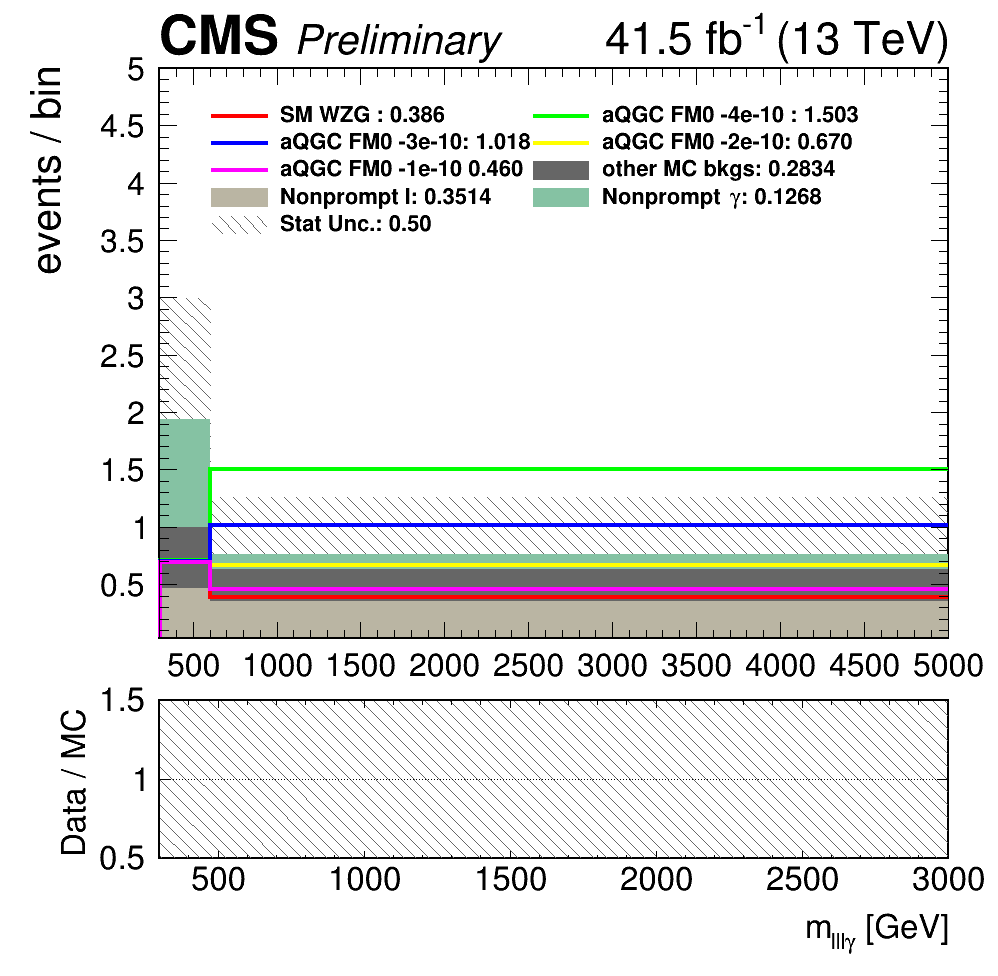 CMS Preliminary 41.5 fb-1 (13 TeV)
events / bin
5
4.5
4
3.5
3
2.5
2
1.5
1
0.5
SM WZG : 0.386
aQGC FM0 -4e-10 : 1.503
aQGC FM0 -3e-10: 1.018
aQGC FM0 -2e-10: 0.670
aQGC FM0 -1e-10 0.460
other MC bkgs: 0.2834
Nonprompt l: 0.3514
Nonprompt γ: 0.1268
Stat Unc.: 0.50
500 1000 1500 2000 2500 3000 3500 4000 4500 5000
Data / MC
1.5
1
0.5
500 1000 1500 2000 2500 3000
mlllγ [GeV]